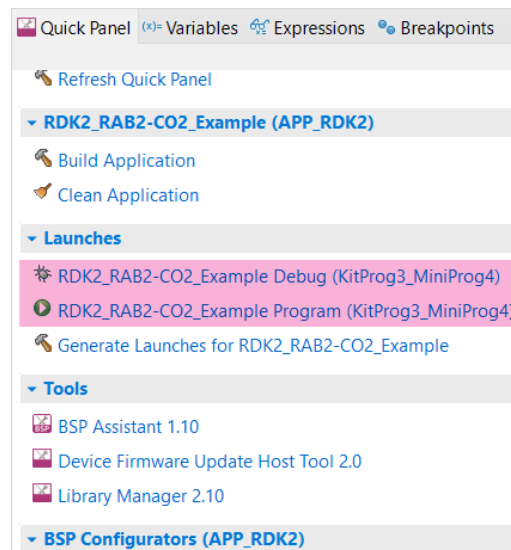 Quick Panel (x)= Variables Expressions Breakpoints
Refresh Quick Panel
RDK2_RAB2-CO2_Example (APP_RDK2)
Build Application
Clean Application
Launches
RDK2_RAB2-CO2_Example Debug (KitProg3_MiniProg4)
RDK2_RAB2-CO2_Example Program (KitProg3_MiniProg4)
Generate Launches for RDK2_RAB2-CO2_Example
Tools
BSP Assistant 1.10
Device Firmware Update Host Tool 2.0
Library Manager 2.10
BSP Configurators (APP_RDK2)